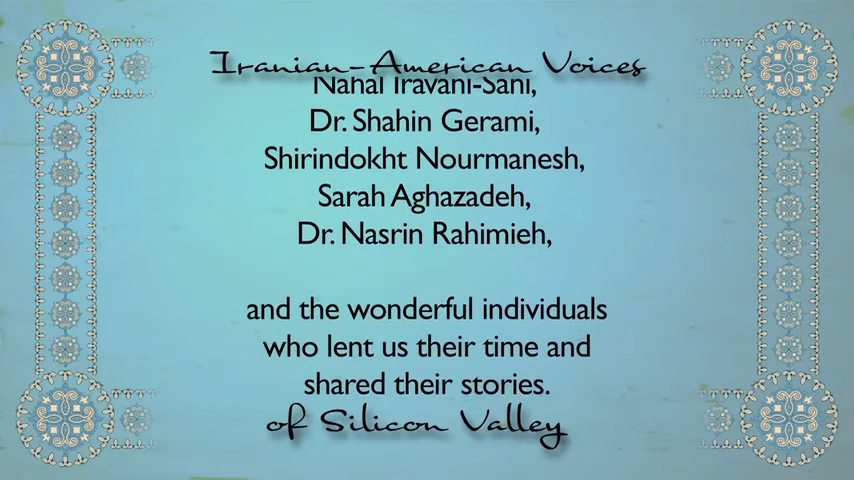 Iranian-American Voices
Nahal Iravani-Sani,
Dr. Shahin Gerami,
Shirindokht Nourmanesh,
Sarah Aghazadeh,
Dr. Nasrin Rahimieh,
and the wonderful individuals
who lent us their time and
shared their stories.
of Silicon Valley